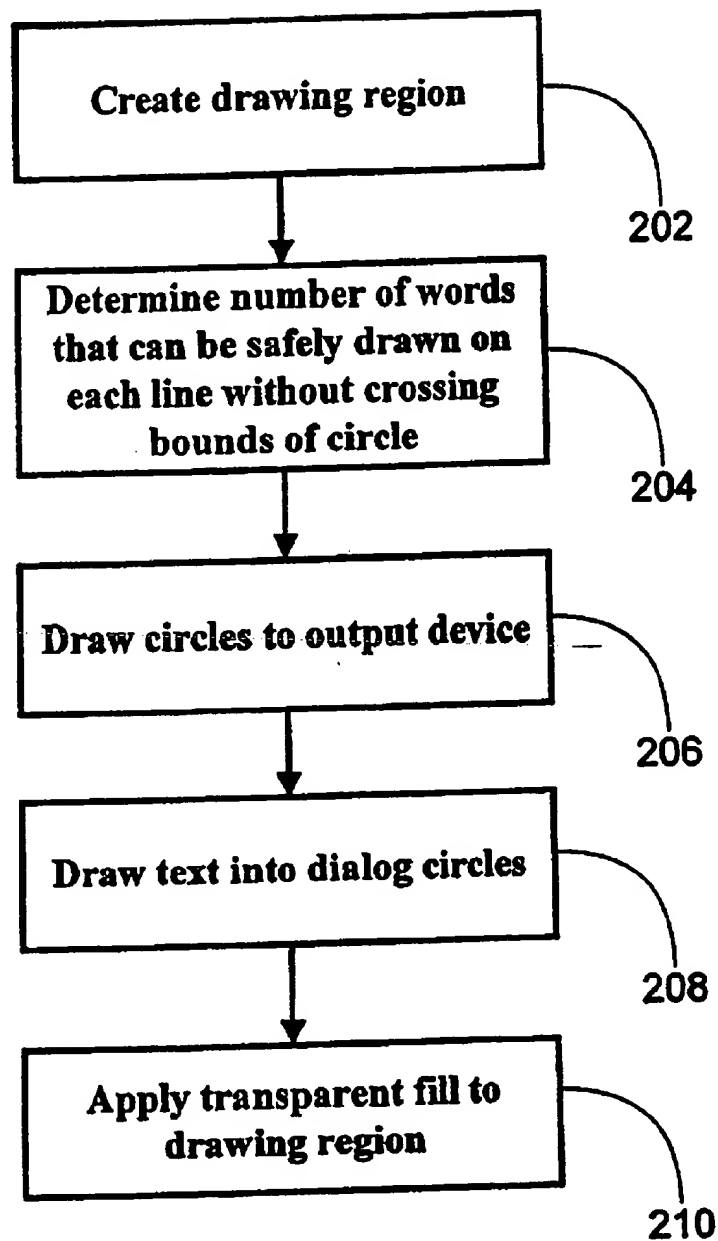 Create drawing region
202
Determine number of words
that can be safely drawn on
each line without crossing
bounds of circle
204
Draw circles to output device
206
Draw text into dialog circles
208
Apply transparent fill to
drawing region
210